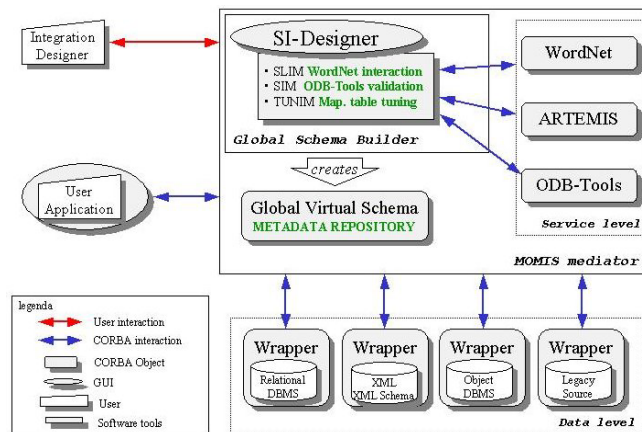 Integration
Designer
SI-Designer
· SLIM WordNet interaction
· SIM ODB-Tools validation
· TUNIM Map. table tuning
Global Schema Builder
WordNet
ARTEMIS
ODB-Tools
Service level
creates
User
Application
Global Virtual Schema
METADATA REPOSITORY
MOMIS mediator
legenda
User interaction
CORBA interaction
CORBA Object
GUI
User
Software tools
Wrapper
Relational
DBMS
Wrapper
XML
XML Schema
Wrapper
Object
DBMS
Wrapper
Legacy
Source
Data level